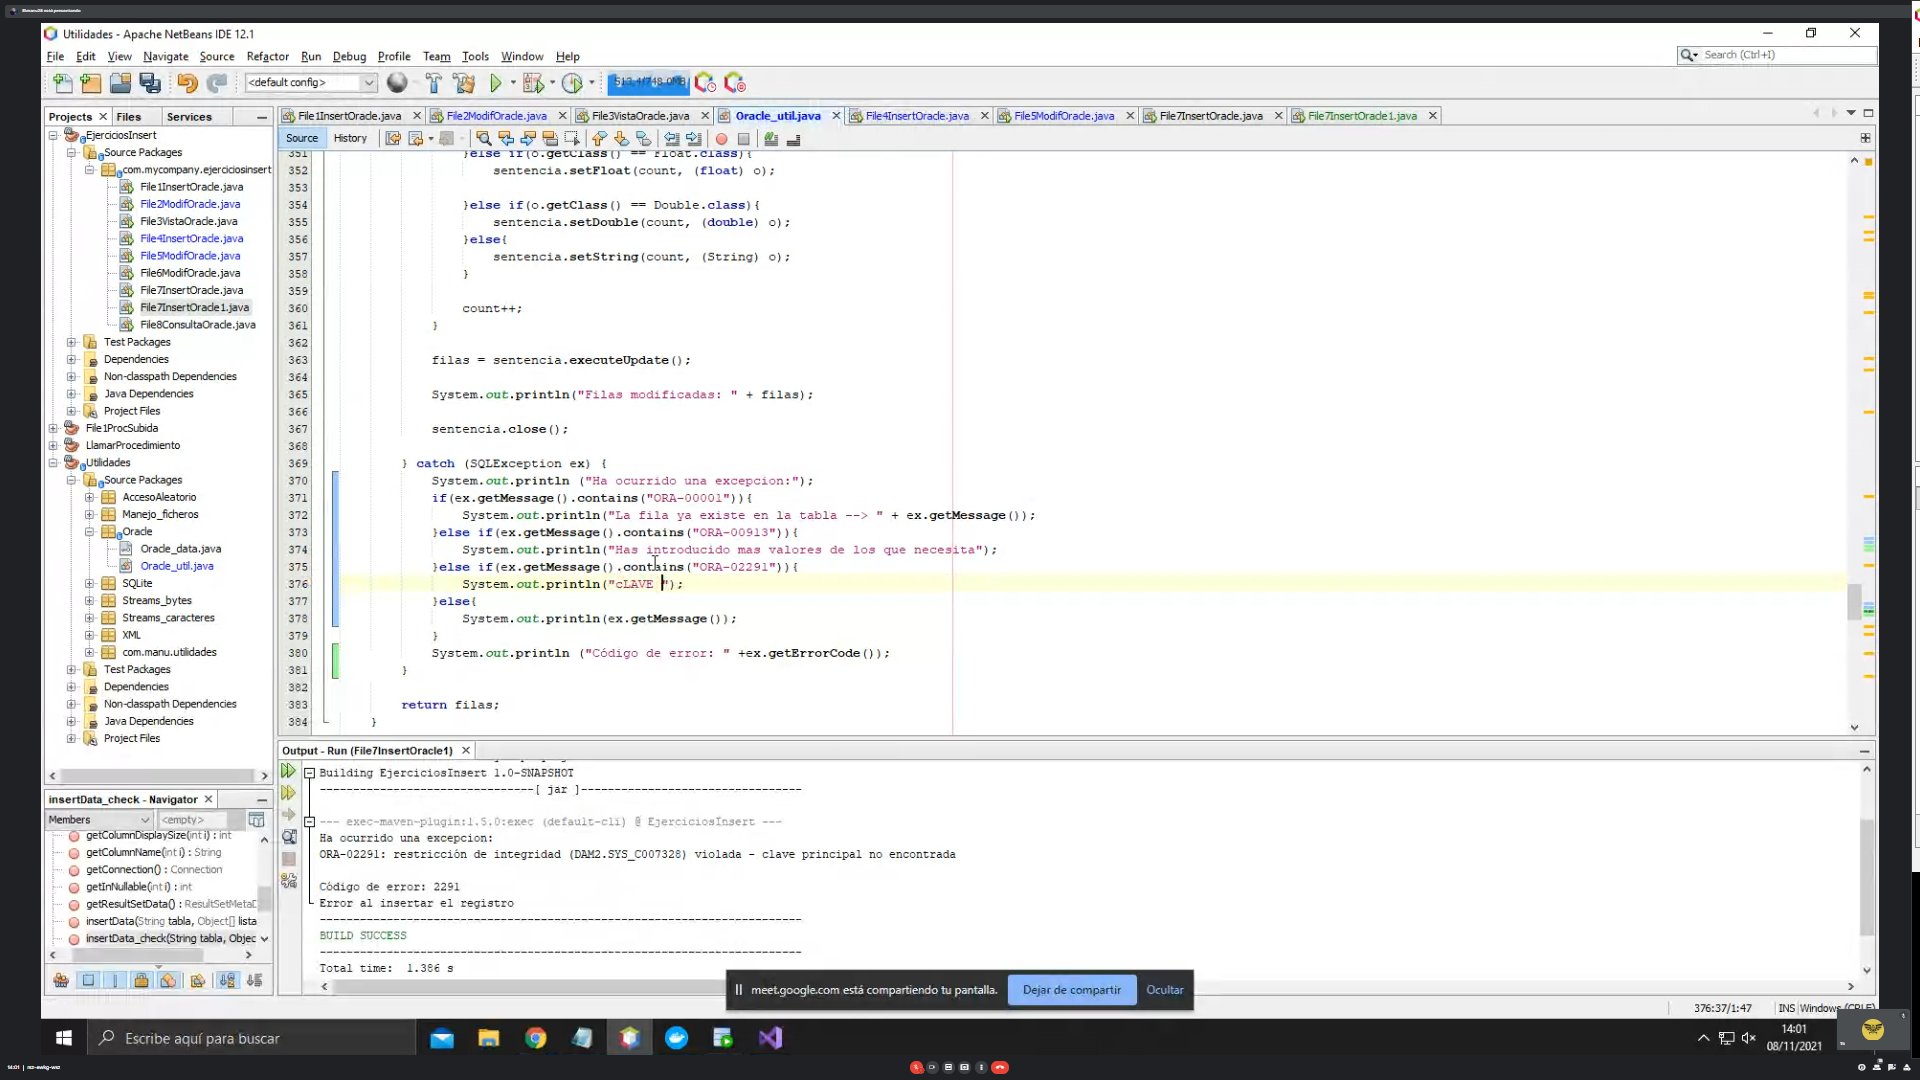 Utilidades - Apache NetBeans IDE 12.1
File Edit View Navigate Source Refactor Run Debug Profile Team Tools Window Help
Search (Ctrl+I)
<default config>
Projects Files Services
File1InsertOracle.java File2ModifOracle.java File3VistaOracle.java Oracle_util.java File4InsertOracle.java File5ModifOracle.java File7InsertOracle.java File7InsertOracle1.java
Source History
EjerciosInsert
Source Packages
com.mycompany.ejerciosinsert
File1InsertOracle.java
File2ModifOracle.java
File3VistaOracle.java
File4InsertOracle.java
File5ModifOracle.java
File6ModifOracle.java
File7InsertOracle.java
File7InsertOracle1.java
File8ConsultaOracle.java
Test Packages
Dependencies
Non-classpath Dependencies
Java Dependencies
Project Files
File1ProcSubida
LlamarProcedimiento
Utilidades
Source Packages
AccesoAleatorio
Manejo_ficheros
Oracle
Oracle_data.java
Oracle_util.java
SQLite
Streams_bytes
Streams_caracteres
XML
com.manu.utilidades
Test Packages
Dependencies
Non-classpath Dependencies
Java Dependencies
Project Files
351 }else if(o.getClass() == Float.class){
352 sentencia.setFloat(count, (float) o);
353
354 }else if(o.getClass() == Double.class){
355 sentencia.setDouble(count, (double) o);
356 }else{
357 sentencia.setString(count, (String) o);
358 }
359
360 count++;
361 }
362
363 filas = sentencia.executeUpdate();
364
365 System.out.println("Filas modificadas: " + filas);
366
367 sentencia.close();
368
369 } catch (SQLException ex) {
370 System.out.println ("Ha ocurrido una excepcion:");
371 if(ex.getMessage().contains("ORA-00001")){
372 System.out.println("La fila ya existe en la tabla --> " + ex.getMessage());
373 }else if(ex.getMessage().contains("ORA-00913")){
374 System.out.println("Has introducido mas valores de los que necesita");
375 }else if(ex.getMessage().contains("ORA-02291")){
376 System.out.println("cLAVE ");
377 }else{
378 System.out.println(ex.getMessage());
379 }
380 System.out.println ("Código de error: " +ex.getErrorCode());
381 }
382
383 return filas;
384 }
insertData_check - Navigator
Members <empty>
getColumnDisplaySize(int i) : int
getColumnName(int i) : String
getConnection() : Connection
getInNullable(int i) : int
getResultSetData() : ResultSetMetaD
insertData(String tabla, Object[] lista
insertData_check(String tabla, Objec
Output - Run (File7InsertOracle1)
Building EjerciosInsert 1.0-SNAPSHOT
--------------------------------[ jar ]---------------------------------
--- exec-maven-plugin:1.5.0:exec (default-cli) @ EjerciosInsert ---
Ha ocurrido una excepcion:
ORA-02291: restricción de integridad (DAM2.SYS_C007328) violada - clave principal no encontrada
Código de error: 2291
Error al insertar el registro
------------------------------------------------------------------------
BUILD SUCCESS
------------------------------------------------------------------------
Total time: 1.386 s
meet.google.com está compartiendo tu pantalla. Dejar de compartir Ocultar
376:37/1:47 INS Windows (CRLF)
Escribe aquí para buscar
14:01
08/11/2021